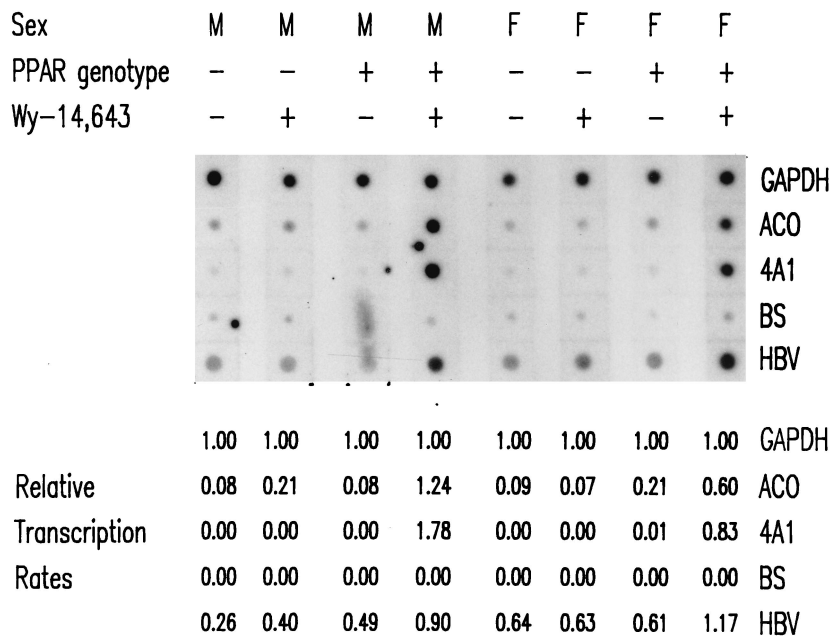 Sex M M M M F F F F
PPAR genotype − − + + − − + +
Wy−14,643 − + − + − + − +
GAPDH
ACO
4A1
BS
HBV
1.00 1.00 1.00 1.00 1.00 1.00 1.00 1.00 GAPDH
Relative 0.08 0.21 0.08 1.24 0.09 0.07 0.21 0.60 ACO
Transcription 0.00 0.00 0.00 1.78 0.00 0.00 0.01 0.83 4A1
Rates 0.00 0.00 0.00 0.00 0.00 0.00 0.00 0.00 BS
0.26 0.40 0.49 0.90 0.64 0.63 0.61 1.17 HBV